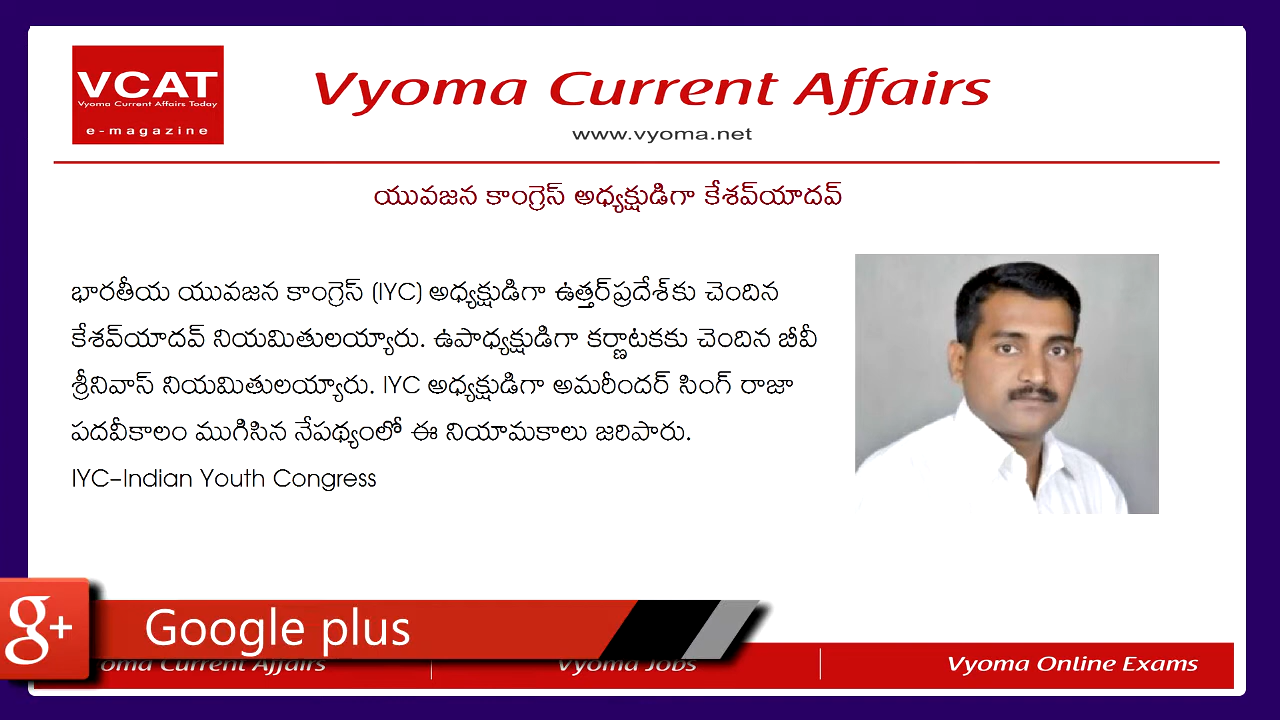 VCAT
Vyoma Current Affairs Today
e-magazine
Vyoma Current Affairs
www.vyoma.net
యువజన కాంగ్రెస్ అధ్యక్షుడిగా కేశవ్‌యాదవ్
భారతీయ యువజన కాంగ్రెస్ (IYC) అధ్యక్షుడిగా ఉత్తర్‌ప్రదేశ్‌కు చెందిన
కేశవ్‌యాదవ్ నియమితులయ్యారు. ఉపాధ్యక్షుడిగా కర్ణాటకకు చెందిన బీవీ
శ్రీనివాస్ నియమితులయ్యారు. IYC అధ్యక్షుడిగా అమరీందర్ సింగ్ రాజా
పదవీకాలం ముగిసిన నేపథ్యంలో ఈ నియామకాలు జరిపారు.
IYC–Indian Youth Congress
g+ Google plus
Current Affairs Vyoma Jobs Vyoma Online Exams